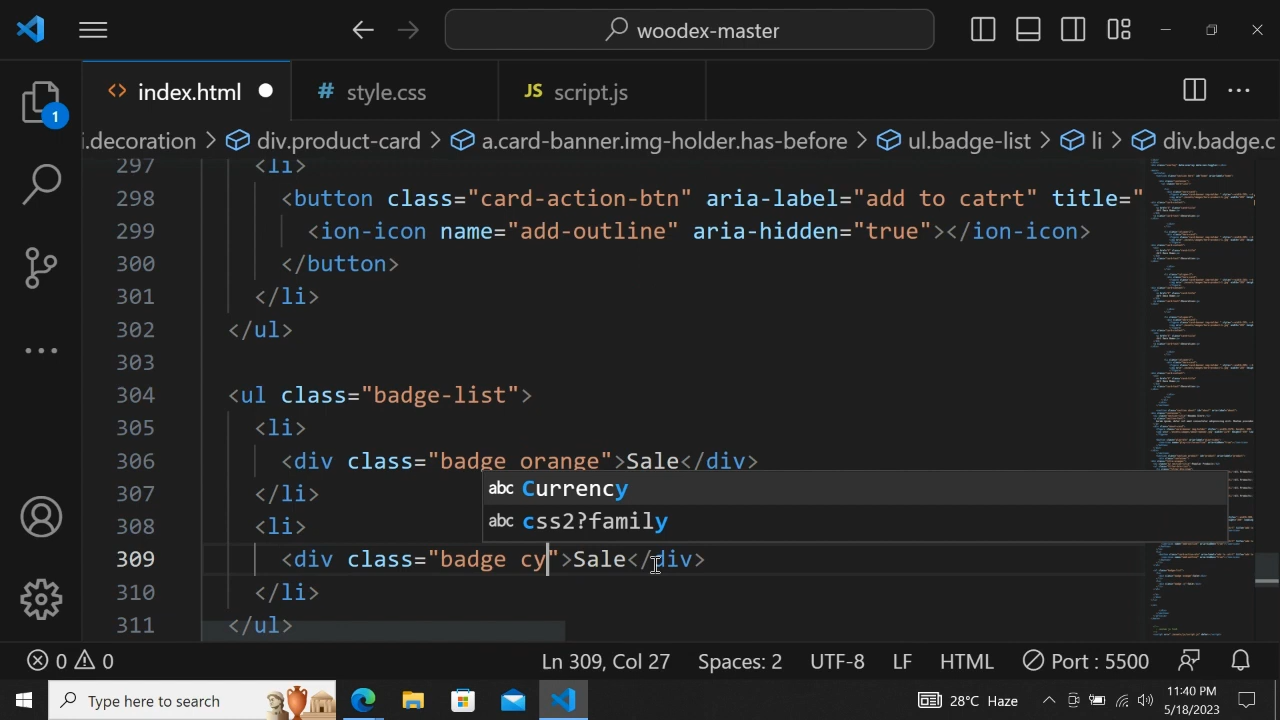 woodex-master
index.html
style.css
JS script.js
1
i.decoration > div.product-card > a.card-banner.img-holder.has-before > ul.badge-list > li > div.badge.c
297 <li>
298 <button class="card-action-btn" aria-label="add to catrt" title="
299 <ion-icon name="add-outline" aria-hidden="true"></ion-icon>
300 </button>
301 </li>
302 </ul>
303
304 <ul class="badge-list">
305 <li>
306 <div class="badge orange">Sale</div>
307 </li>
abc Currency
308 <li>
abc css2?family
309 <div class="badge cy">Sale</div>
310 </li>
311 </ul>
0 0
Ln 309, Col 27
Spaces: 2
UTF-8
LF
HTML
Port : 5500
Type here to search
28°C Haze
11:40 PM
5/18/2023